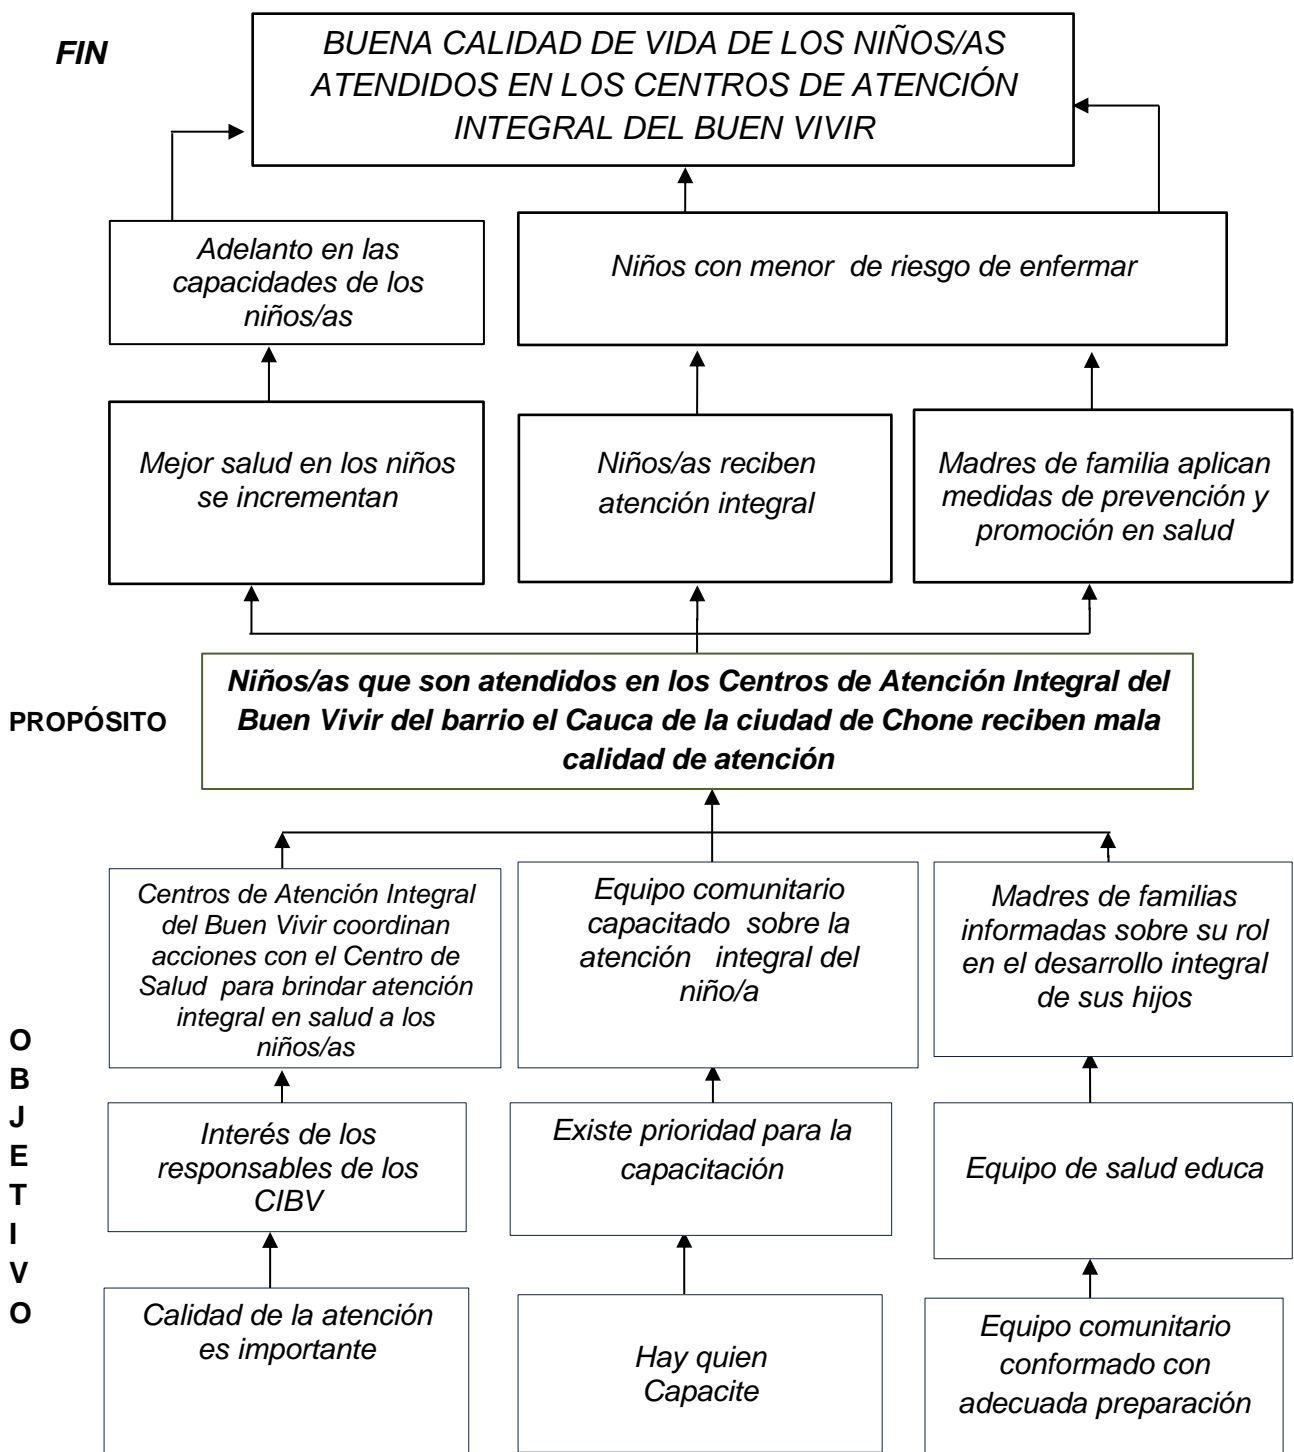 FIN
BUENA CALIDAD DE VIDA DE LOS NIÑOS/AS
ATENDIDOS EN LOS CENTROS DE ATENCIÓN
INTEGRAL DEL BUEN VIVIR
Adelanto en las
capacidades de los
niños/as
Niños con menor de riesgo de enfermar
Mejor salud en los niños
se incrementan
Niños/as reciben
atención integral
Madres de familia aplican
medidas de prevención y
promoción en salud
PROPÓSITO
Niños/as que son atendidos en los Centros de Atención Integral del
Buen Vivir del barrio el Cauca de la ciudad de Chone reciben mala
calidad de atención
Centros de Atención Integral
del Buen Vivir coordinan
acciones con el Centro de
Salud para brindar atención
integral en salud a los
niños/as
Equipo comunitario
capacitado sobre la
atención integral del
niño/a
Madres de familias
informadas sobre su rol
en el desarrollo integral
de sus hijos
O
B
J
E
T
I
V
O
Interés de los
responsables de los
CIBV
Existe prioridad para la
capacitación
Equipo de salud educa
Calidad de la atención
es importante
Hay quien
Capacite
Equipo comunitario
conformado con
adecuada preparación